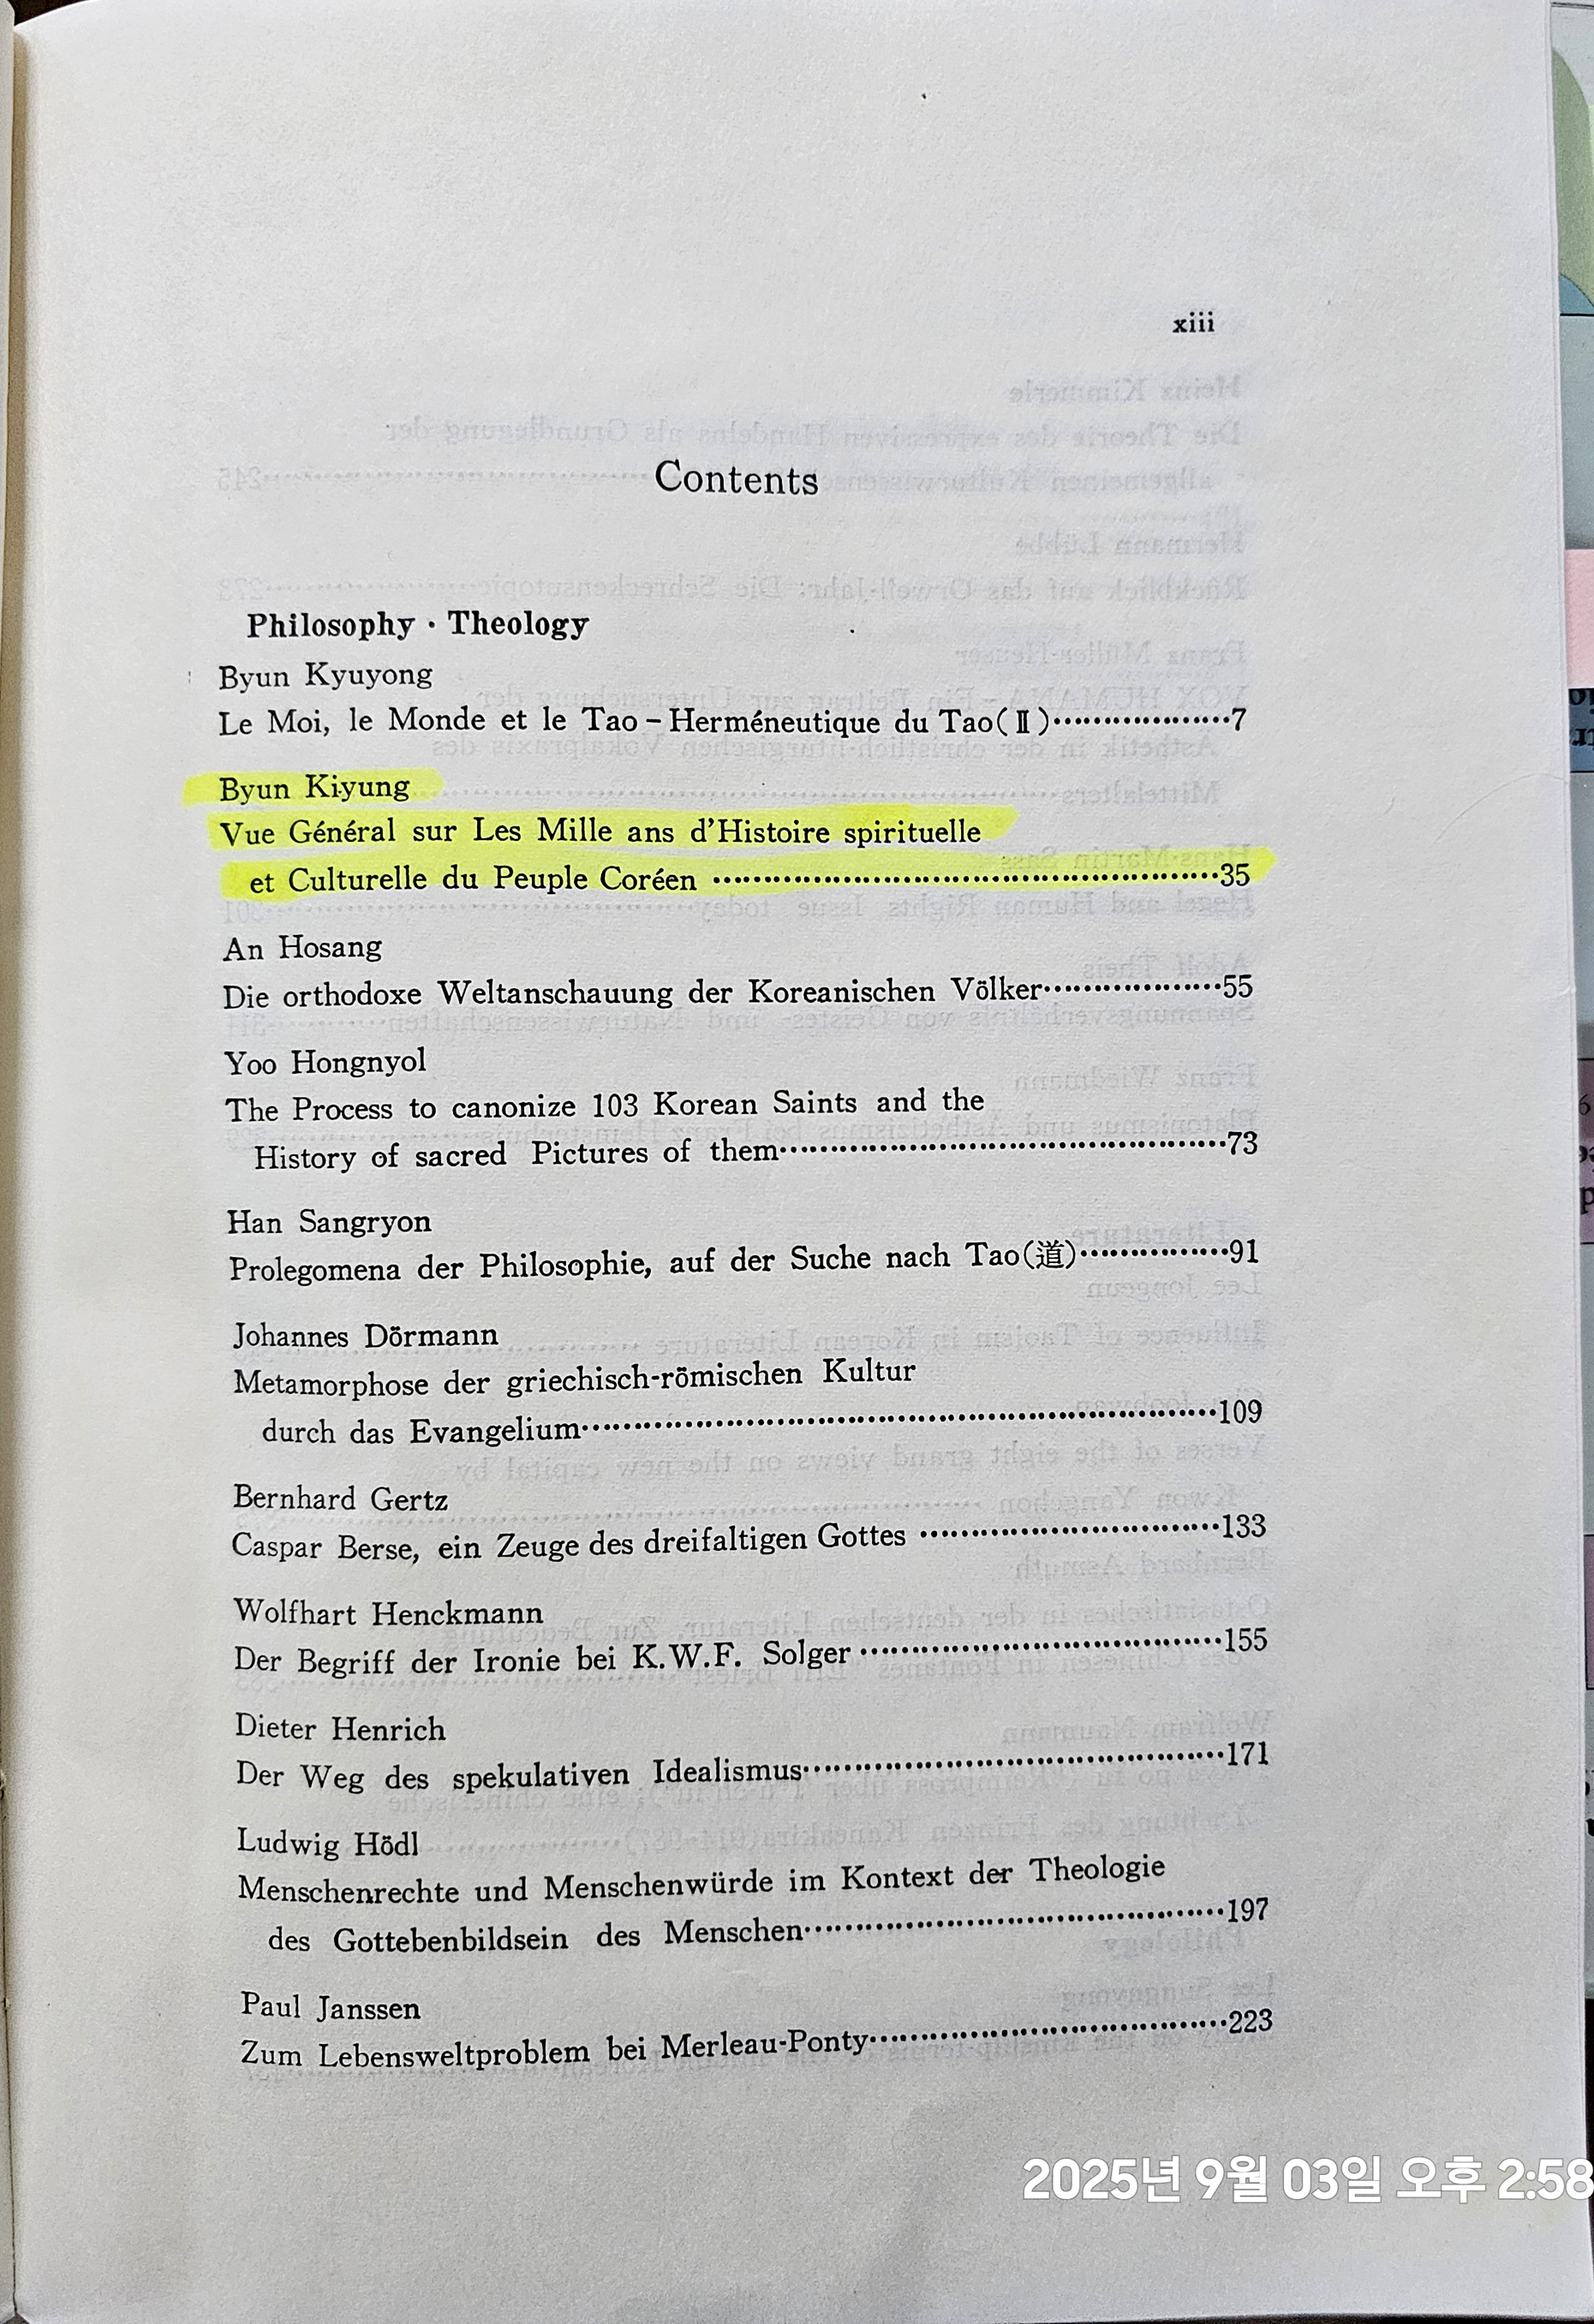 xiii
Contents
Philosophy · Theology
Byun Kyuyong
Le Moi, le Monde et le Tao – Herméneutique du Tao(Ⅱ)··················7
Byun Kiyung
Vue Général sur Les Mille ans d'Histoire spirituelle
et Culturelle du Peuple Coréen ··················································35
An Hosang
Die orthodoxe Weltanschauung der Koreanischen Völker··················55
Yoo Hongnyol
The Process to canonize 103 Korean Saints and the
History of sacred Pictures of them············································73
Han Sangryon
Prolegomena der Philosophie, auf der Suche nach Tao(道)···············91
Johannes Dörmann
Metamorphose der griechisch-römischen Kultur
durch das Evangelium······························································109
Bernhard Gertz
Caspar Berse, ein Zeuge des dreifaltigen Gottes ······························133
Wolfhart Henckmann
Der Begriff der Ironie bei K.W.F. Solger ····································155
Dieter Henrich
Der Weg des spekulativen Idealismus··········································171
Ludwig Hödl
Menschenrechte und Menschenwürde im Kontext der Theologie
des Gottebenbildsein des Menschen··········································197
Paul Janssen
Zum Lebensweltproblem bei Merleau-Ponty····································223
2025년 9월 03일 오후 2:58